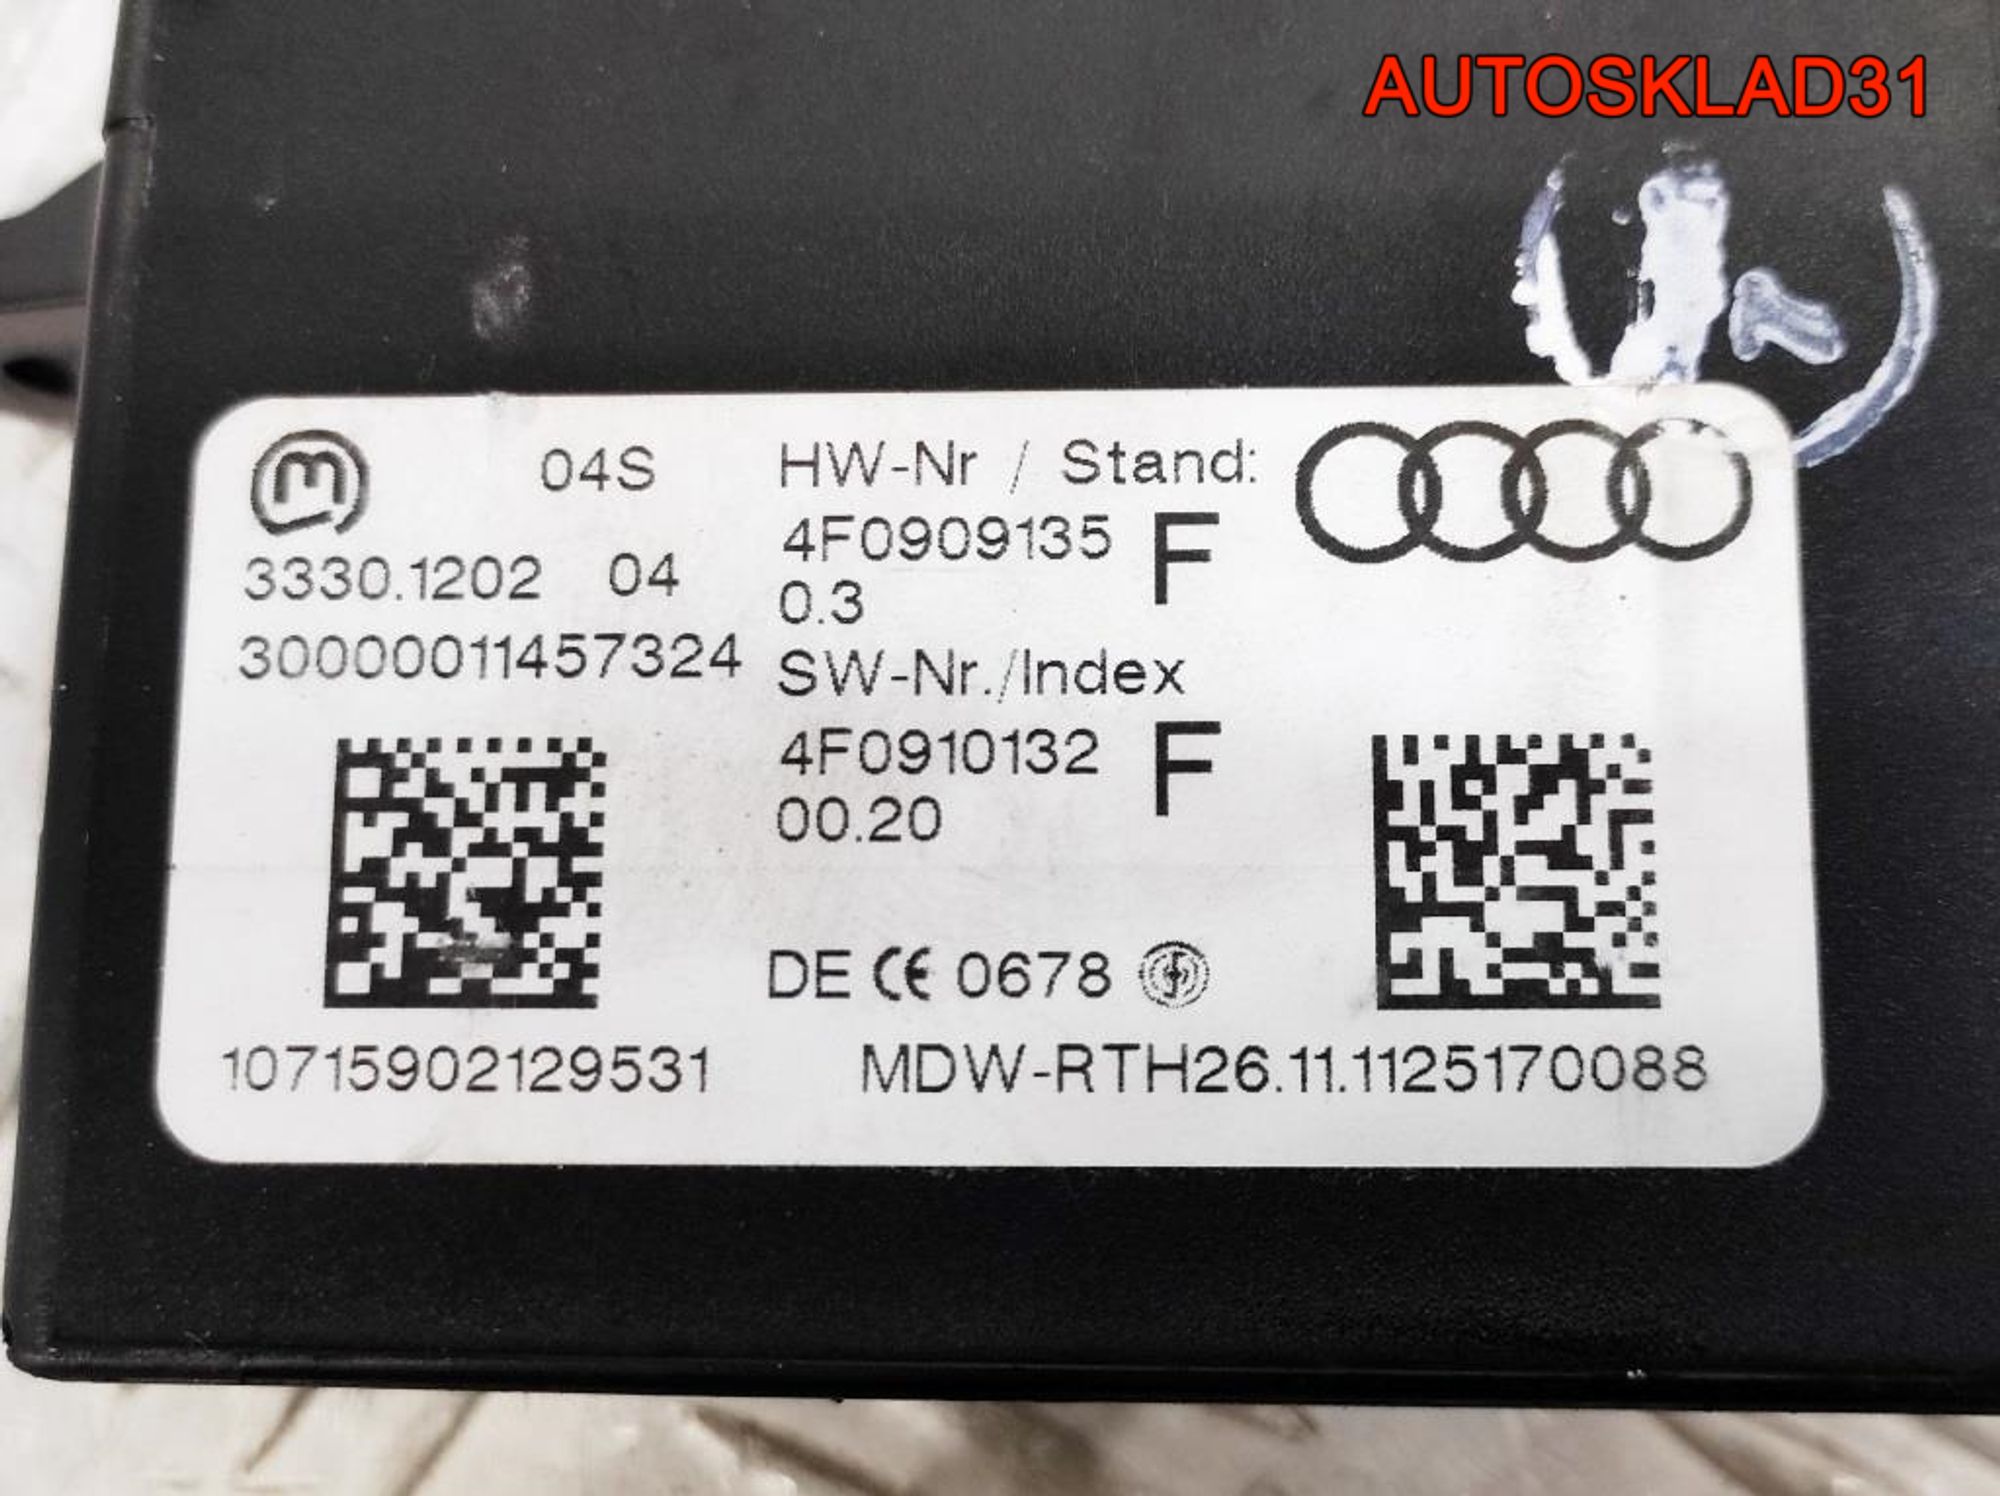 AUTOSKLAD31
04S
3330.1202 04
30000011457324
HW-Nr / Stand:
4F0909135 F
0.3
SW-Nr./Index
4F0910132 F
00.20
DE CE 0678
10715902129531
MDW-RTH26.11.1125170088